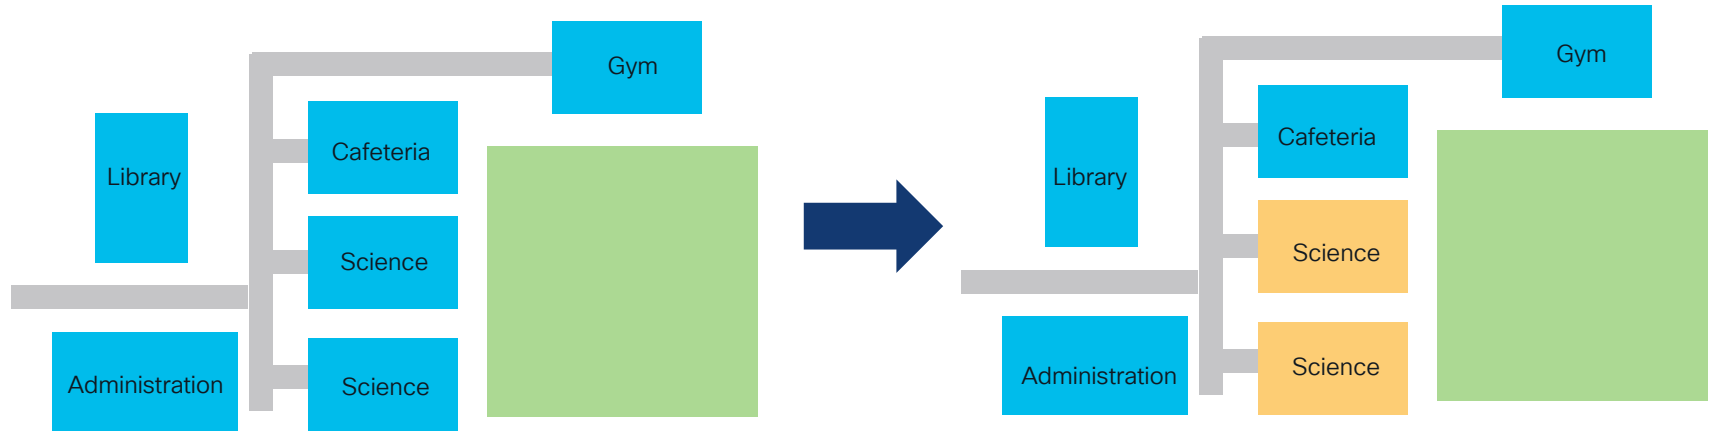 Gym
Cafeteria
Library
Science
Administration
Science
Gym
Cafeteria
Library
Science
Science
Administration